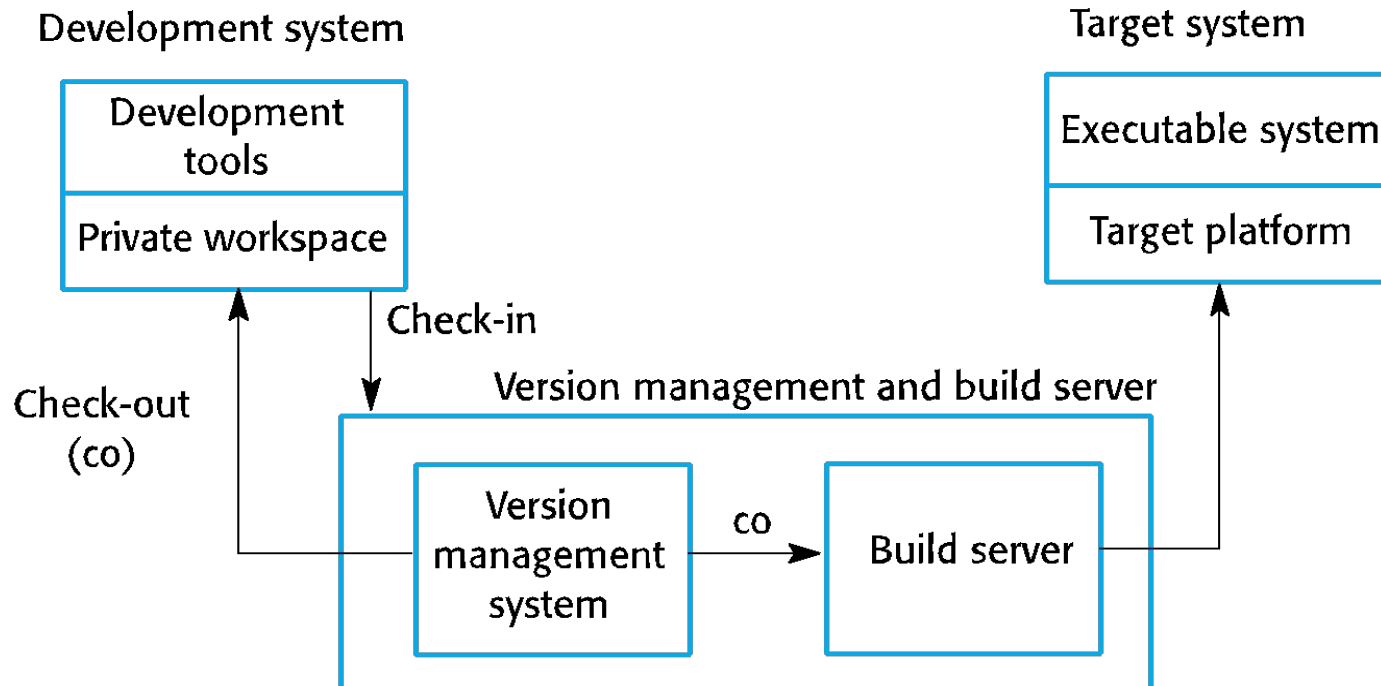 Development system
Target system
Development
tools
Executable system
Private workspace
Target platform
Check-in
Version management and build server
Check-out
(co)
Version
management
system
co
Build server